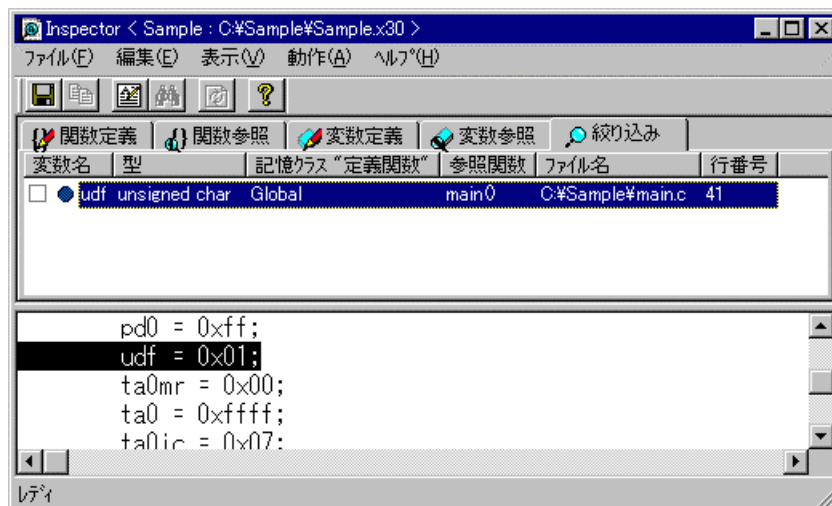 Inspector < Sample : C:¥Sample¥Sample.x30 >
ファイル(F) 編集(E) 表示(V) 動作(A) ヘルプ(H)
関数定義 関数参照 変数定義 変数参照 絞り込み
変数名 型 記憶クラス "定義関数" 参照関数 ファイル名 行番号
udf unsigned char Global main() C:¥Sample¥main.c 41
pd0 = 0xff;
udf = 0x01;
ta0mr = 0x00;
ta0 = 0xffff;
ta0ic = 0x07;
レディ